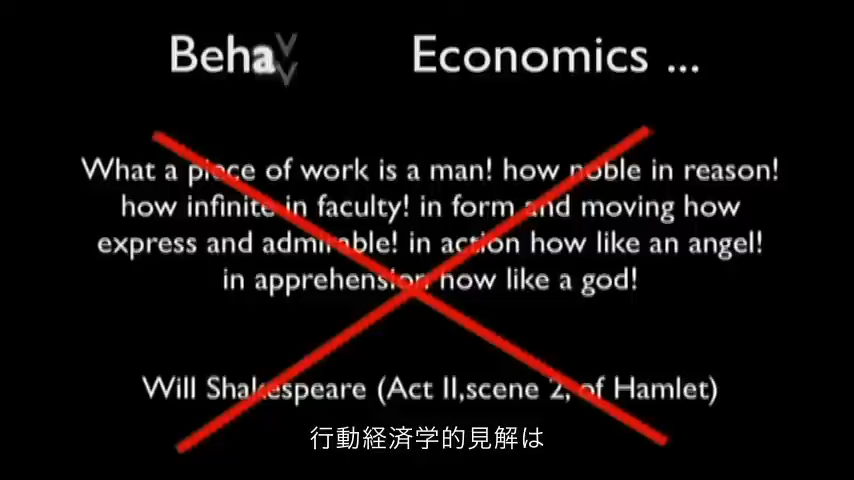 Beha Economics ...
What a piece of work is a man! how noble in reason!
how infinite in faculty! in form and moving how
express and admirable! in action how like an angel!
in apprehension how like a god!
Will Shakespeare (Act II,scene 2, of Hamlet)
行動経済学的見解は